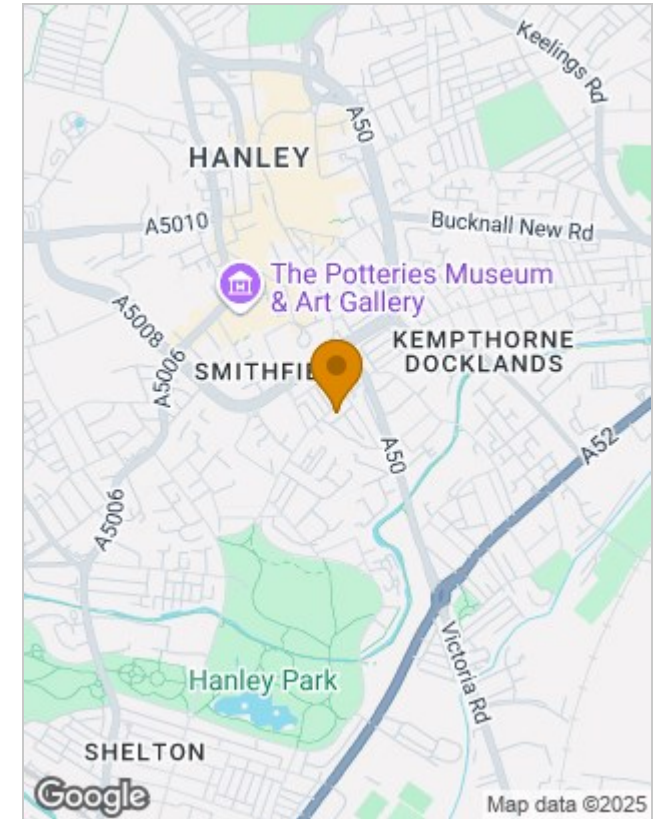 Keelings Rd
A50
HANLEY
A5010
Bucknall New Rd
The Potteries Museum
& Art Gallery
A5008
A5006
KEMPTHORNE
DOCKLANDS
SMITHFIE
A50
A52
A5006
Victoria Rd
Hanley Park
SHELTON
Google
Map data ©2025